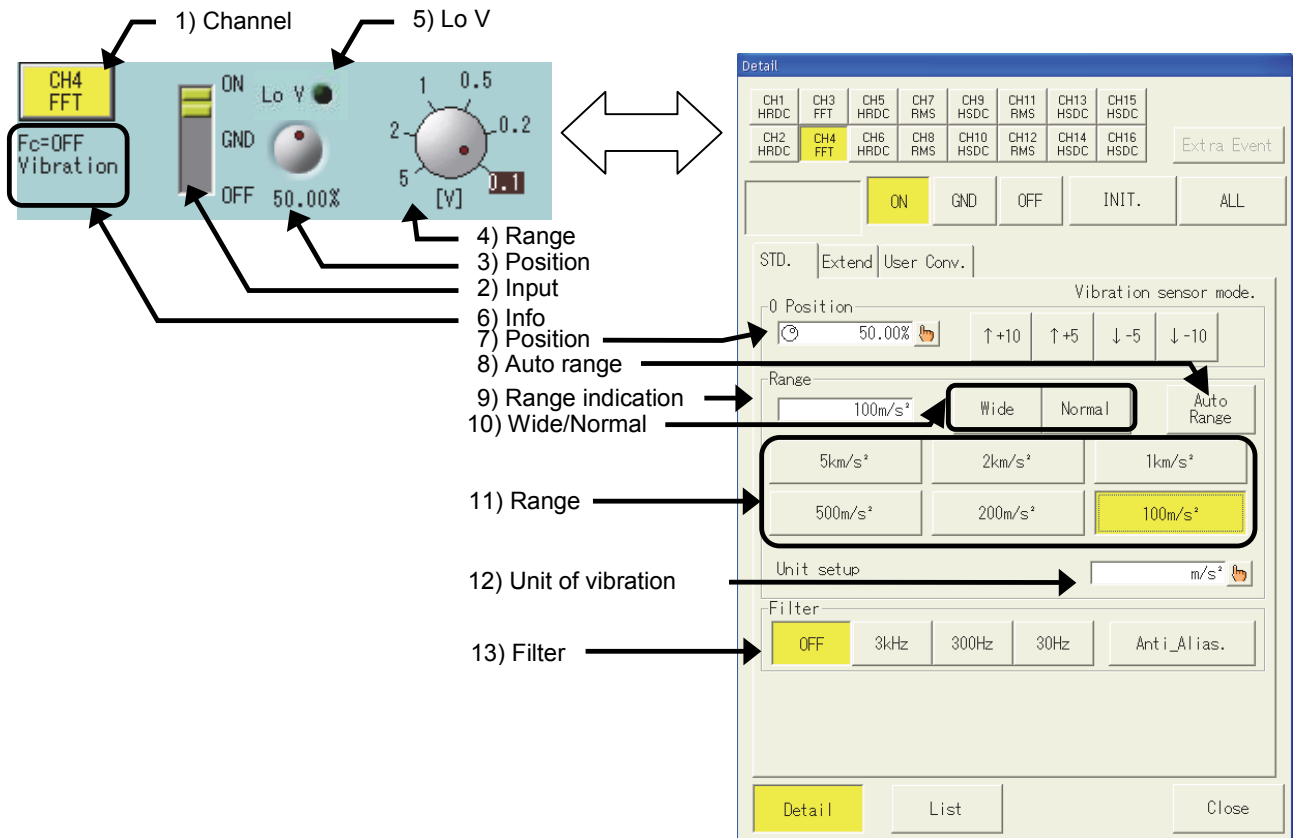 1) Channel
5) Lo V
CH4
FFT
Fc=OFF
Vibration
ON
GND
OFF
Lo V
50.00%
1
0.5
2
0.2
5
0.1
[V]
4) Range
3) Position
2) Input
6) Info
7) Position
8) Auto range
9) Range indication
10) Wide/Normal
11) Range
12) Unit of vibration
13) Filter
Detail
CH1 HRDC
CH3 FFT
CH5 HRDC
CH7 RMS
CH9 HSDC
CH11 RMS
CH13 HSDC
CH15 HSDC
CH2 HRDC
CH4 FFT
CH6 HRDC
CH8 RMS
CH10 HSDC
CH12 RMS
CH14 HSDC
CH16 HSDC
Extra Event
ON GND OFF INIT. ALL
STD. Extend User Conv.
Vibration sensor mode.
0 Position
50.00% ↑+10 ↑+5 ↓-5 ↓-10
Range
100m/s² Wide Normal Auto Range
5km/s² 2km/s² 1km/s²
500m/s² 200m/s² 100m/s²
Unit setup m/s²
Filter
OFF 3kHz 300Hz 30Hz Anti_Alias.
Detail List Close